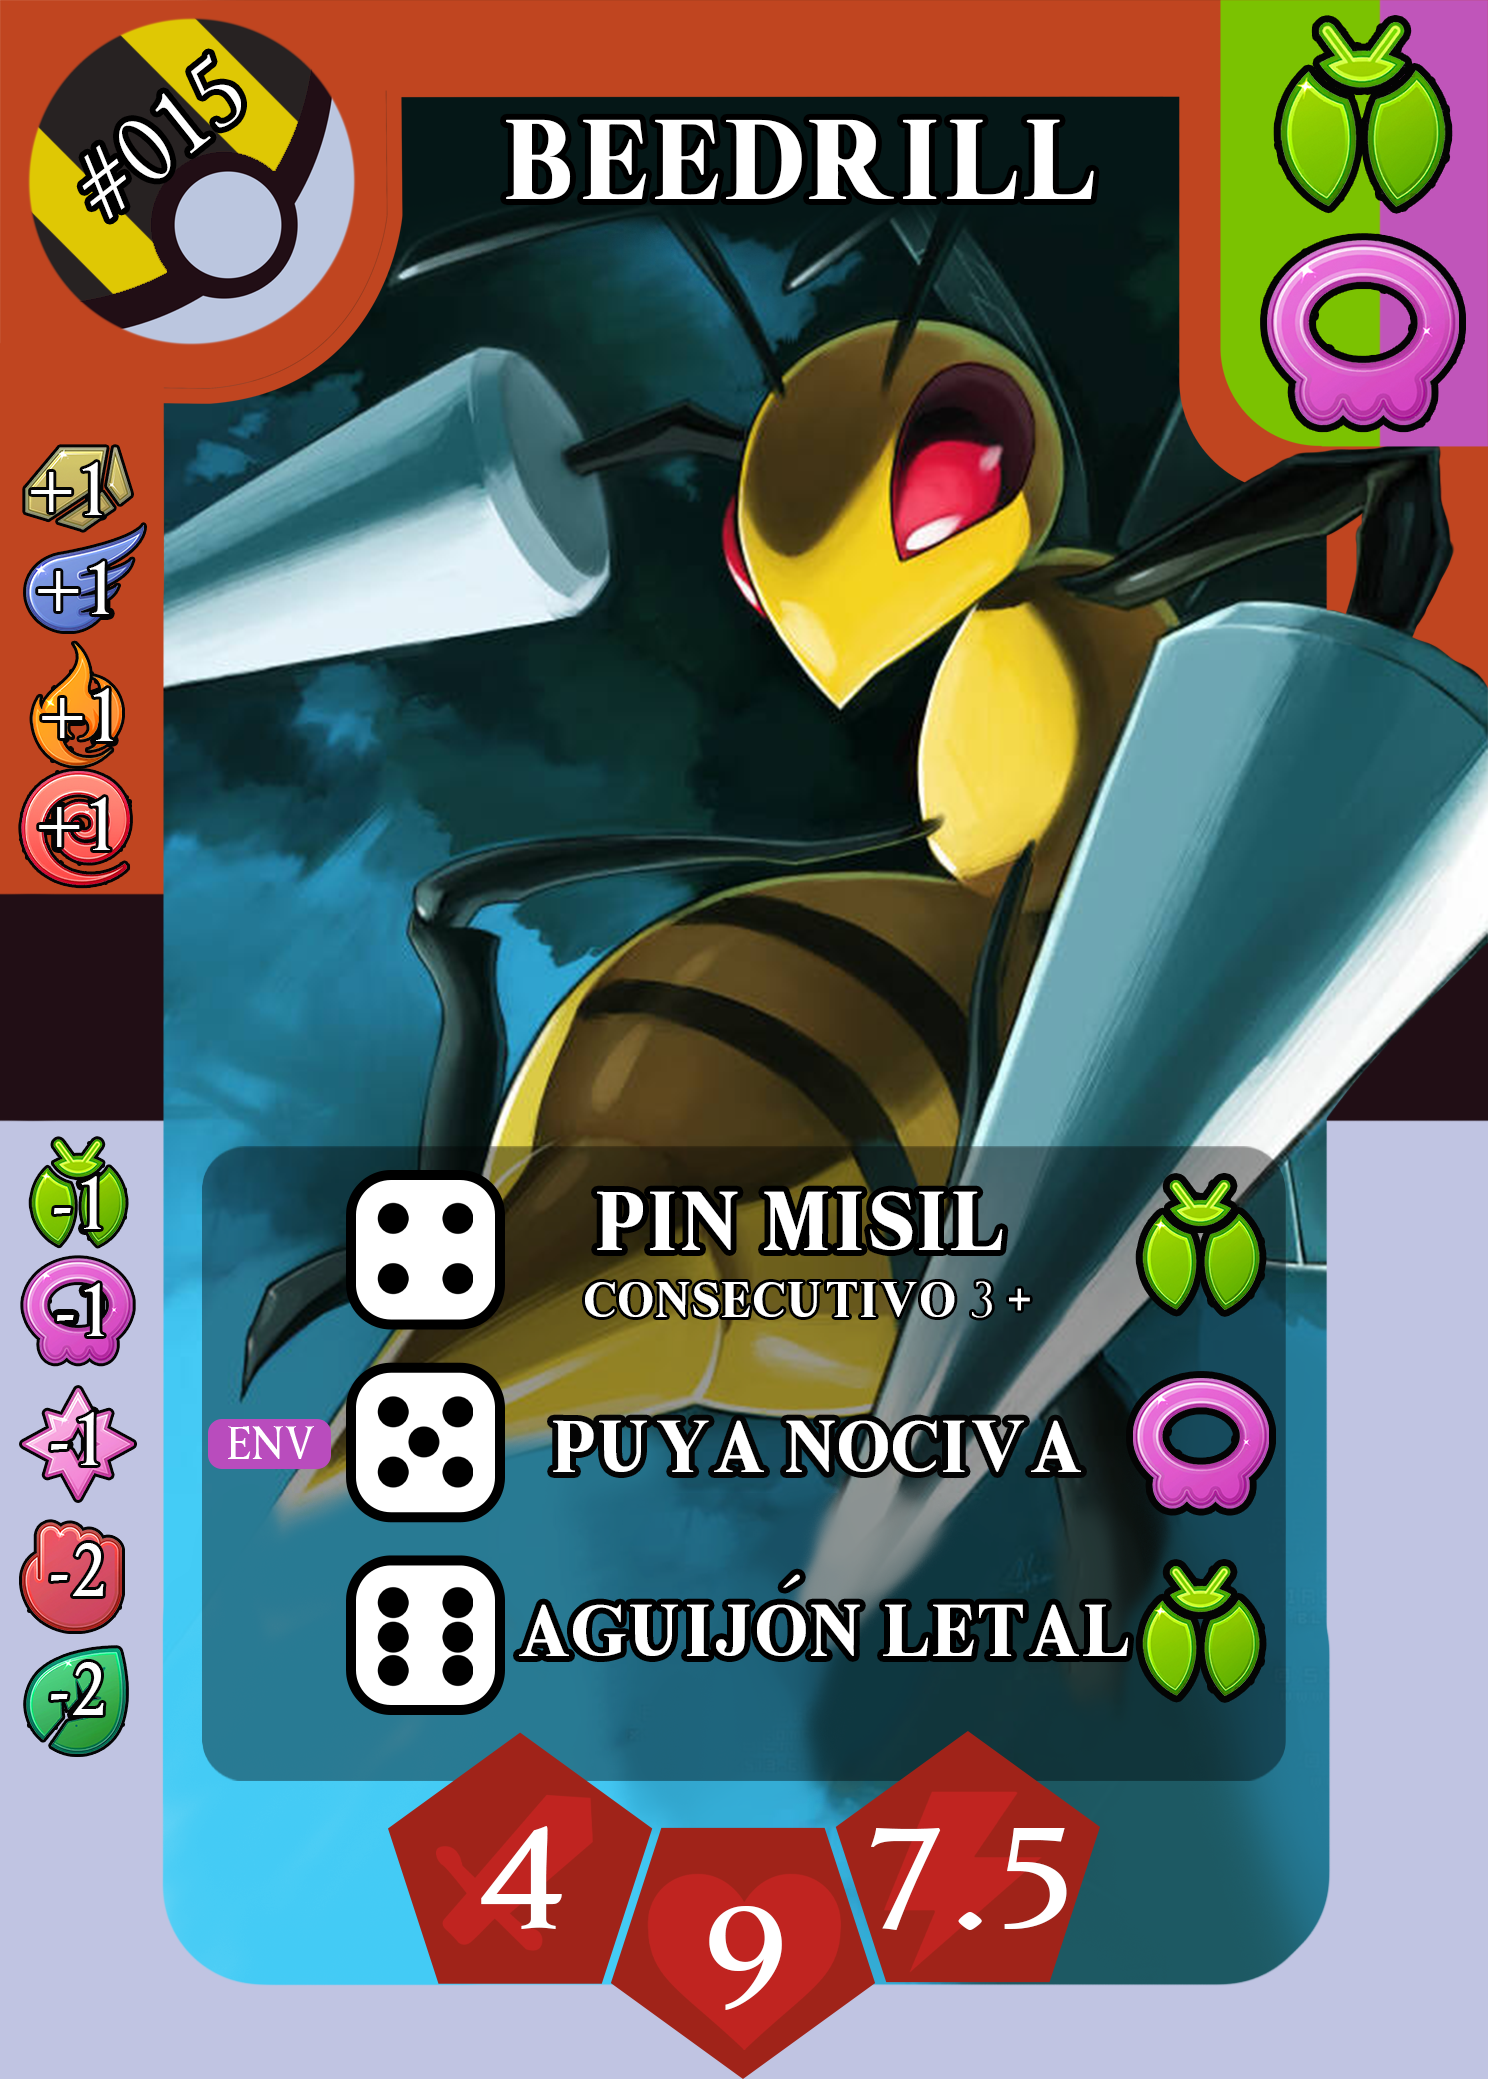 #015
BEEDRILL
+1
+1
+1
+1
-1
-1
-1
-2
-2
PIN MISIL
CONSECUTIVO 3 +
ENV
PUYA NOCIVA
AGUIJÓN LETAL
4
9
7.5